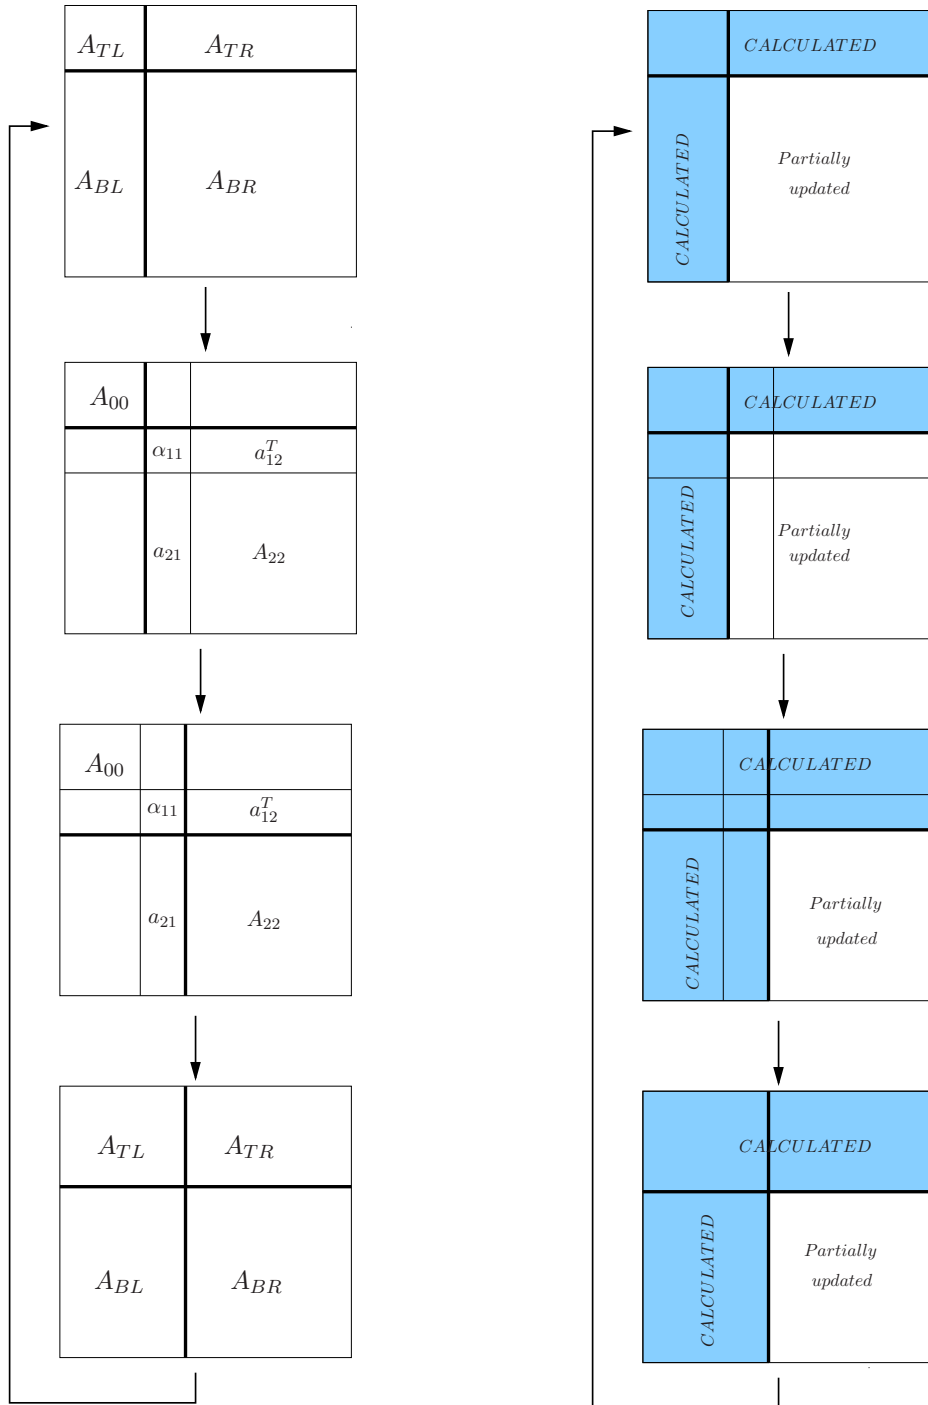 A_{TL} A_{TR}
A_{BL} A_{BR}
A_{00}
α_{11} a_{12}^T
a_{21} A_{22}
A_{00}
α_{11} a_{12}^T
a_{21} A_{22}
A_{TL} A_{TR}
A_{BL} A_{BR}
CALCULATED
CALCULATED
Partially
updated
CALCULATED
CALCULATED
Partially
updated
CALCULATED
CALCULATED
Partially
updated
CALCULATED
CALCULATED
Partially
updated